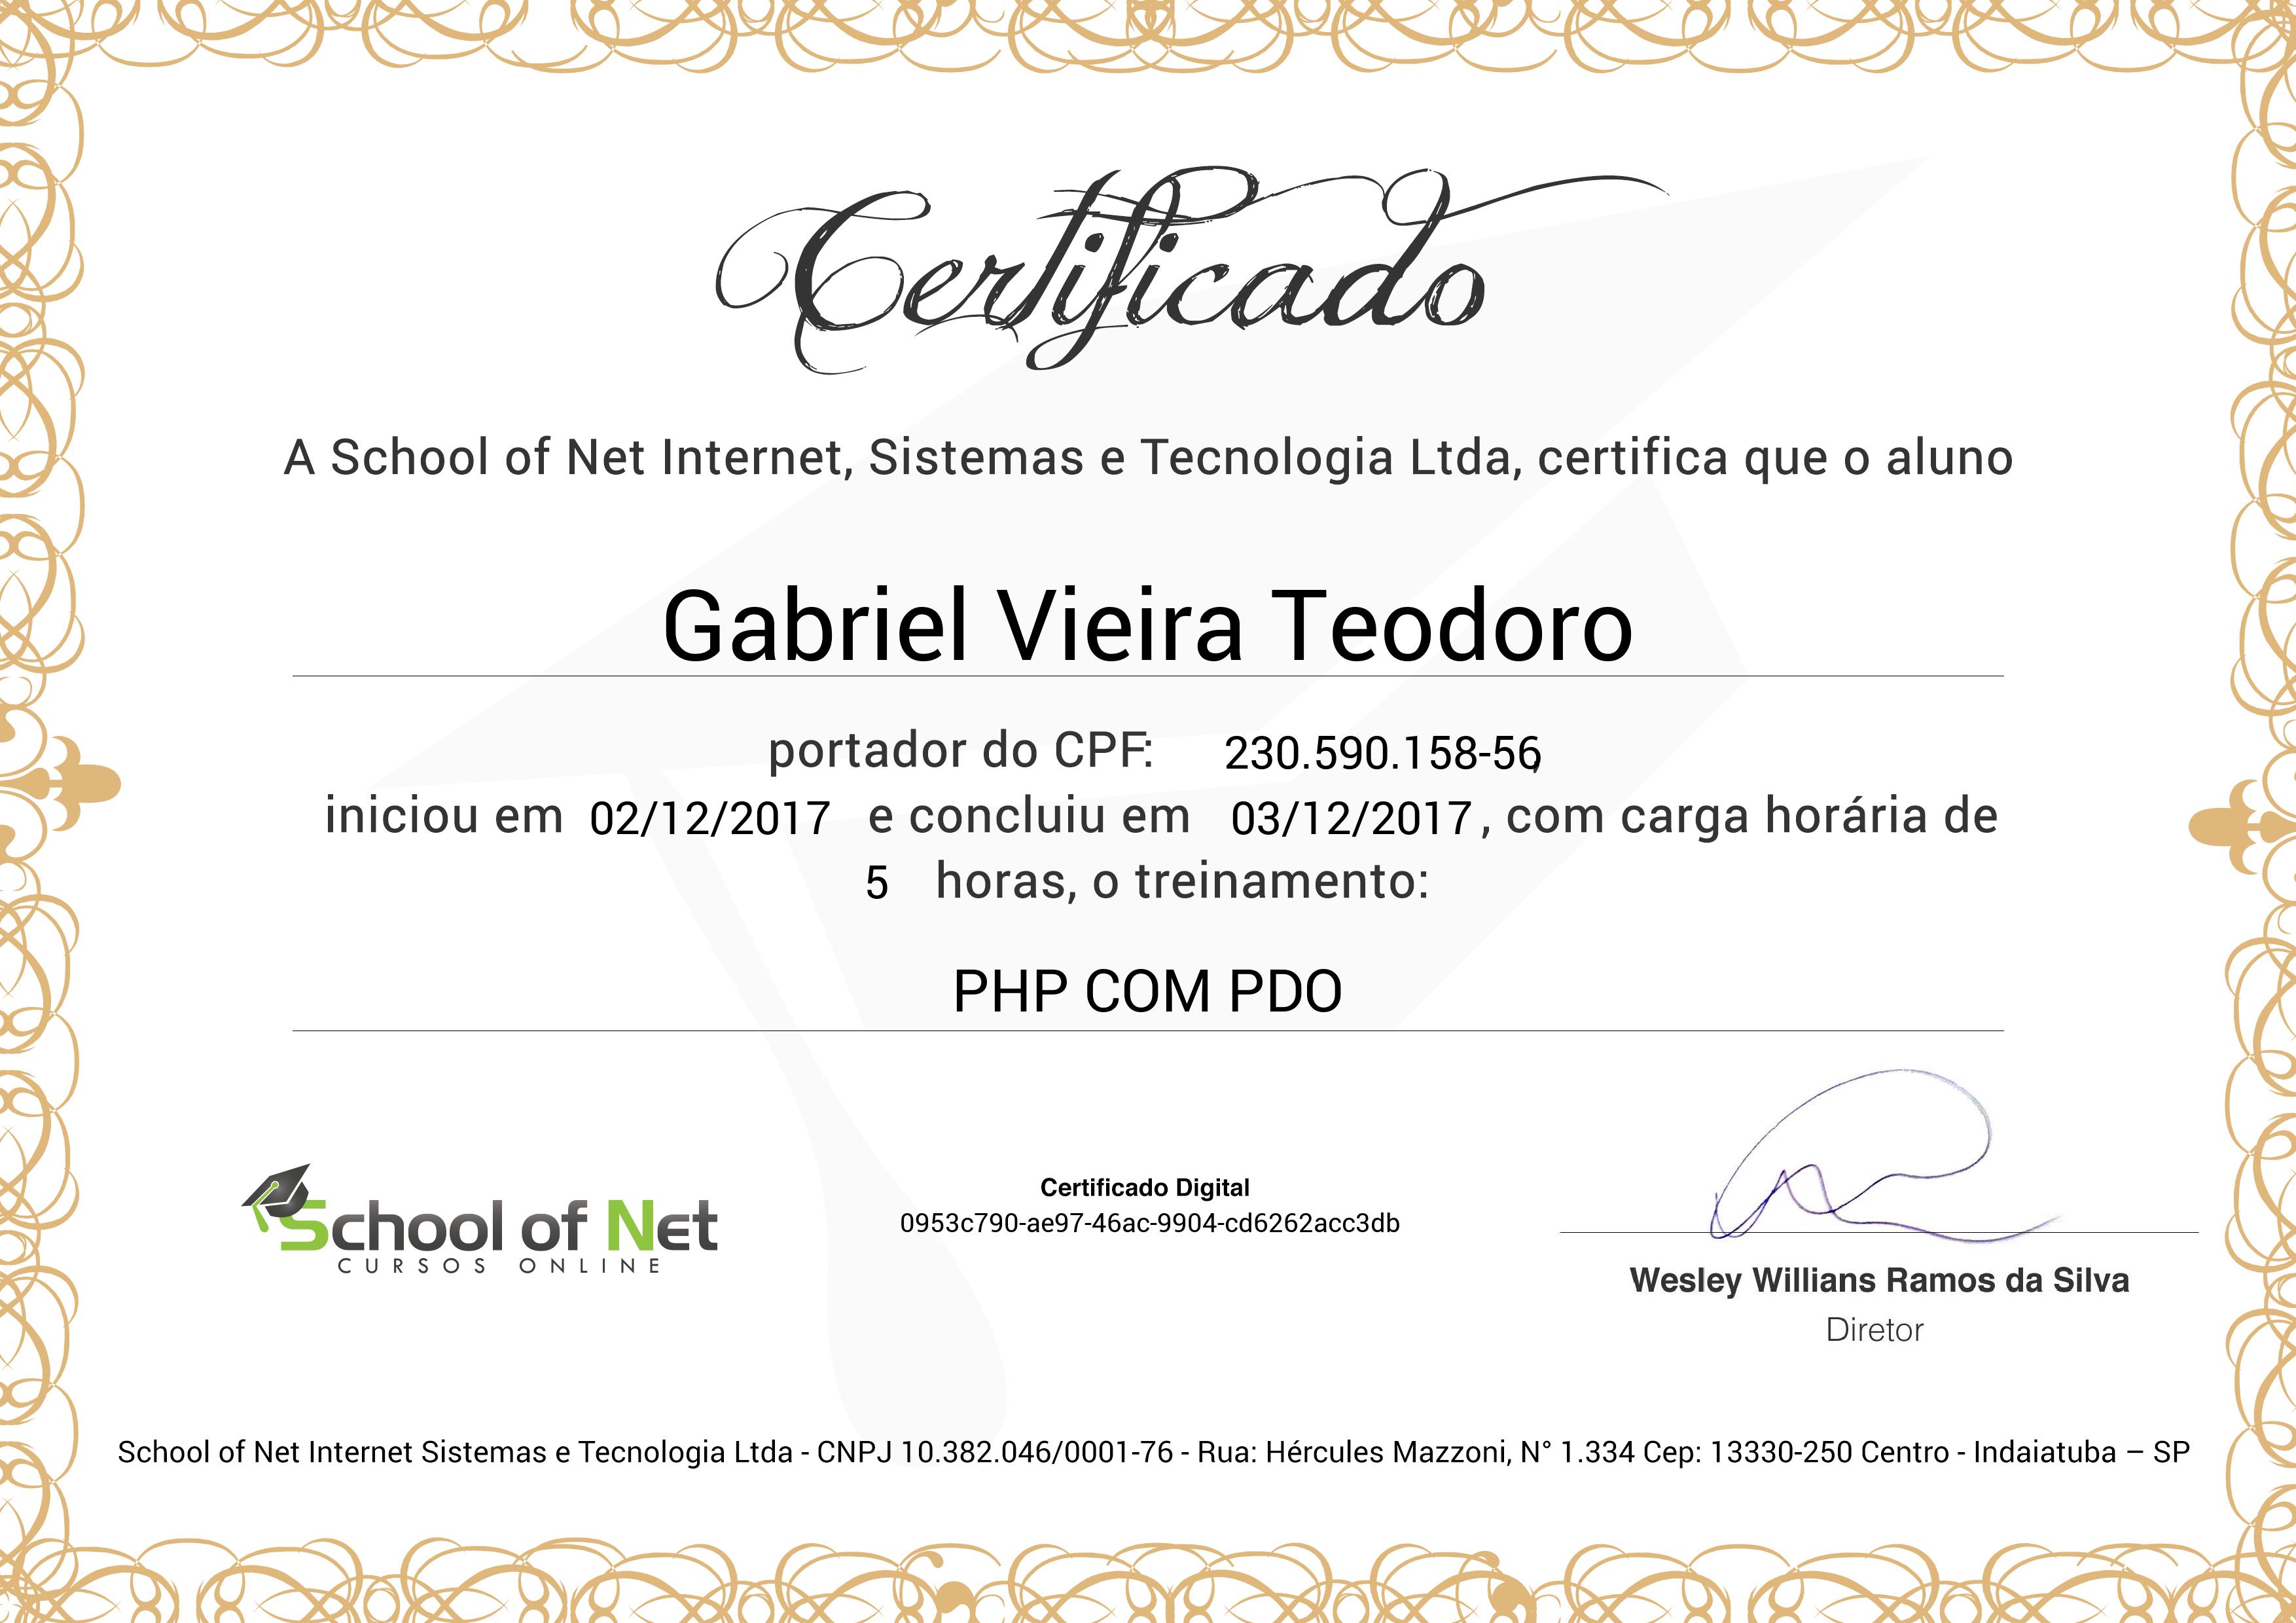 Certificado
A School of Net Internet, Sistemas e Tecnologia Ltda, certifica que o aluno
Gabriel Vieira Teodoro
portador do CPF: 230.590.158-56,
iniciou em 02/12/2017 e concluiu em 03/12/2017, com carga horária de
5 horas, o treinamento:
PHP COM PDO
School of Net
CURSOS ONLINE
Certificado Digital
0953c790-ae97-46ac-9904-cd6262acc3db
Wesley Willians Ramos da Silva
Diretor
School of Net Internet Sistemas e Tecnologia Ltda - CNPJ 10.382.046/0001-76 - Rua: Hércules Mazzoni, N° 1.334 Cep: 13330-250 Centro - Indaiatuba – SP